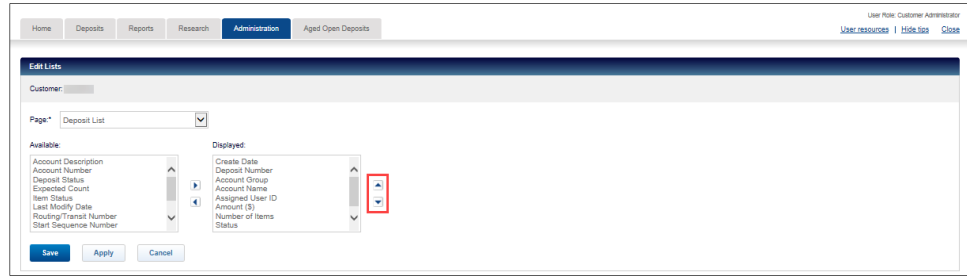 User Role: Customer Administrator
Home Deposits Reports Research Administration Aged Open Deposits
User resources | Hide tips Close
Edit Lists
Customer:
Page:* Deposit List
Available: Displayed:
Account Description
Account Number
Deposit Status
Expected Count
Item Status
Last Modify Date
Routing/Transit Number
Start Sequence Number
Create Date
Deposit Number
Account Group
Account Name
Assigned User ID
Amount ($)
Number of Items
Status
Save Apply Cancel